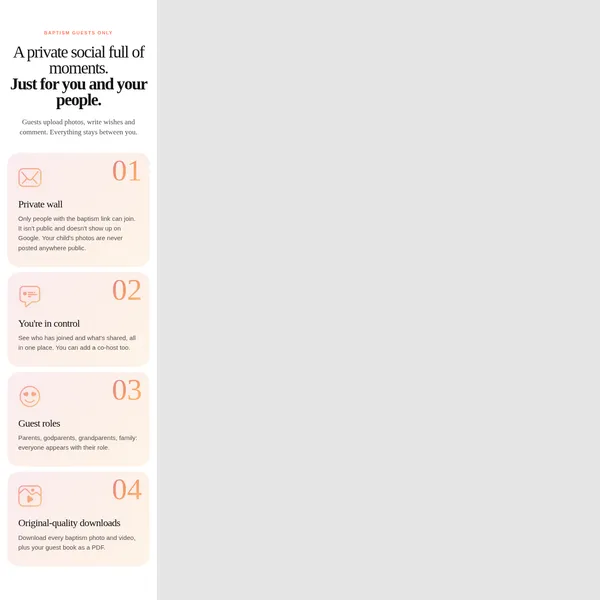 BAPTISM GUESTS ONLY
A private social full of
moments.
Just for you and your
people.
Guests upload photos, write wishes and
comment. Everything stays between you.
01
Private wall
Only people with the baptism link can join.
It isn't public and doesn't show up on
Google. Your child's photos are never
posted anywhere public.
02
You're in control
See who has joined and what's shared, all
in one place. You can add a co-host too.
03
Guest roles
Parents, godparents, grandparents, family:
everyone appears with their role.
04
Original-quality downloads
Download every baptism photo and video,
plus your guest book as a PDF.